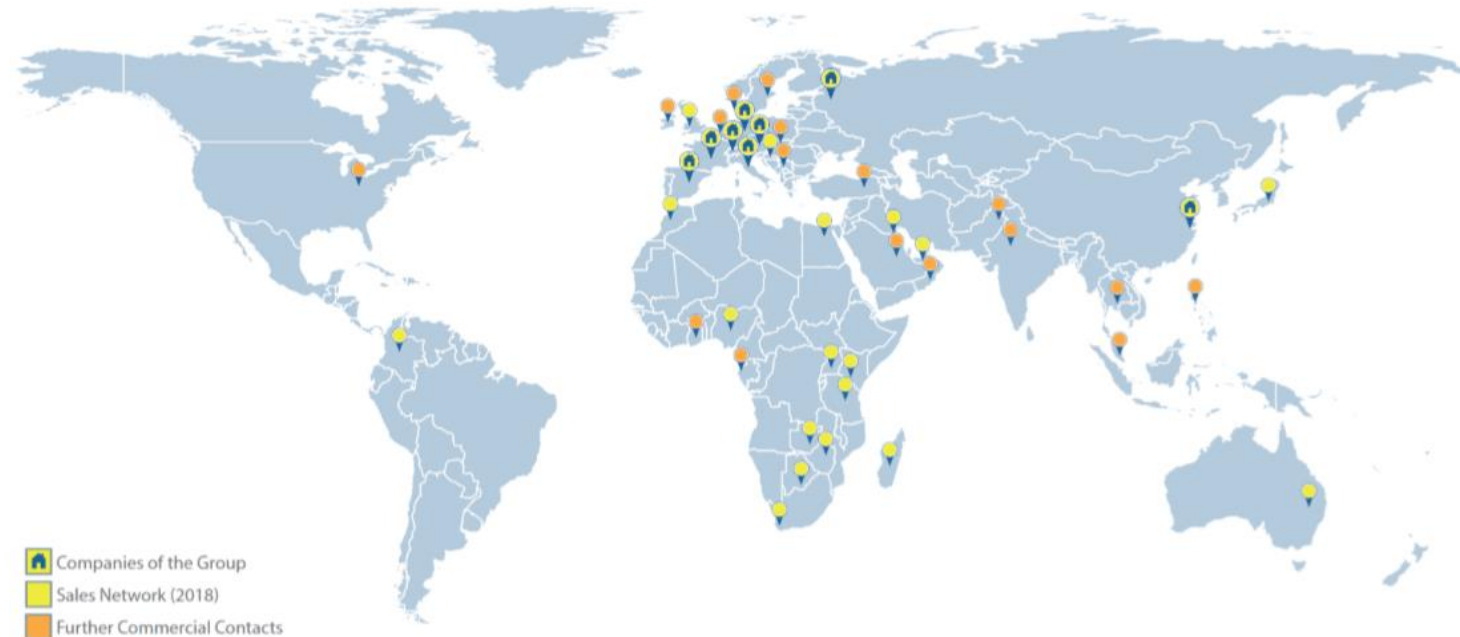 Companies of the Group
Sales Network (2018)
Further Commercial Contacts